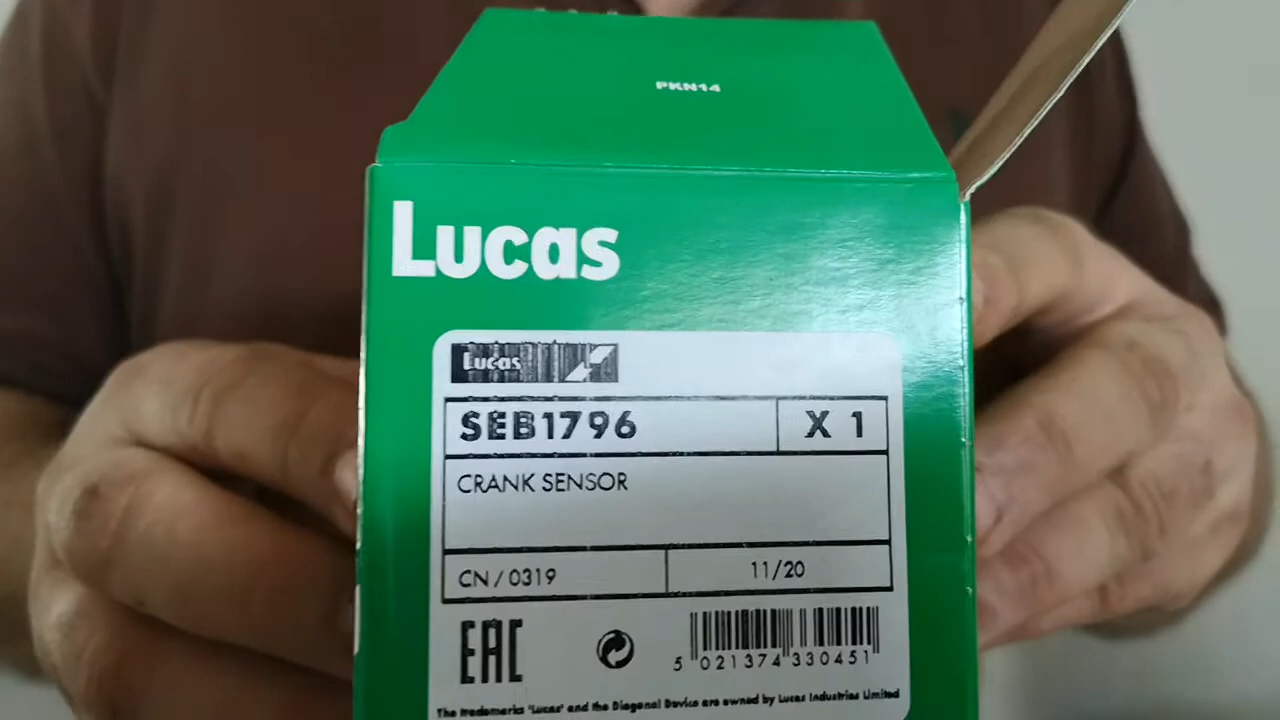 PKN14
Lucas
Lucas
SEB1796
X 1
CRANK SENSOR
CN / 0319
11/20
EAC
5 021374 330451
The trademarks 'Lucas' and the Diagonal Device are owned by Lucas Industries Limited